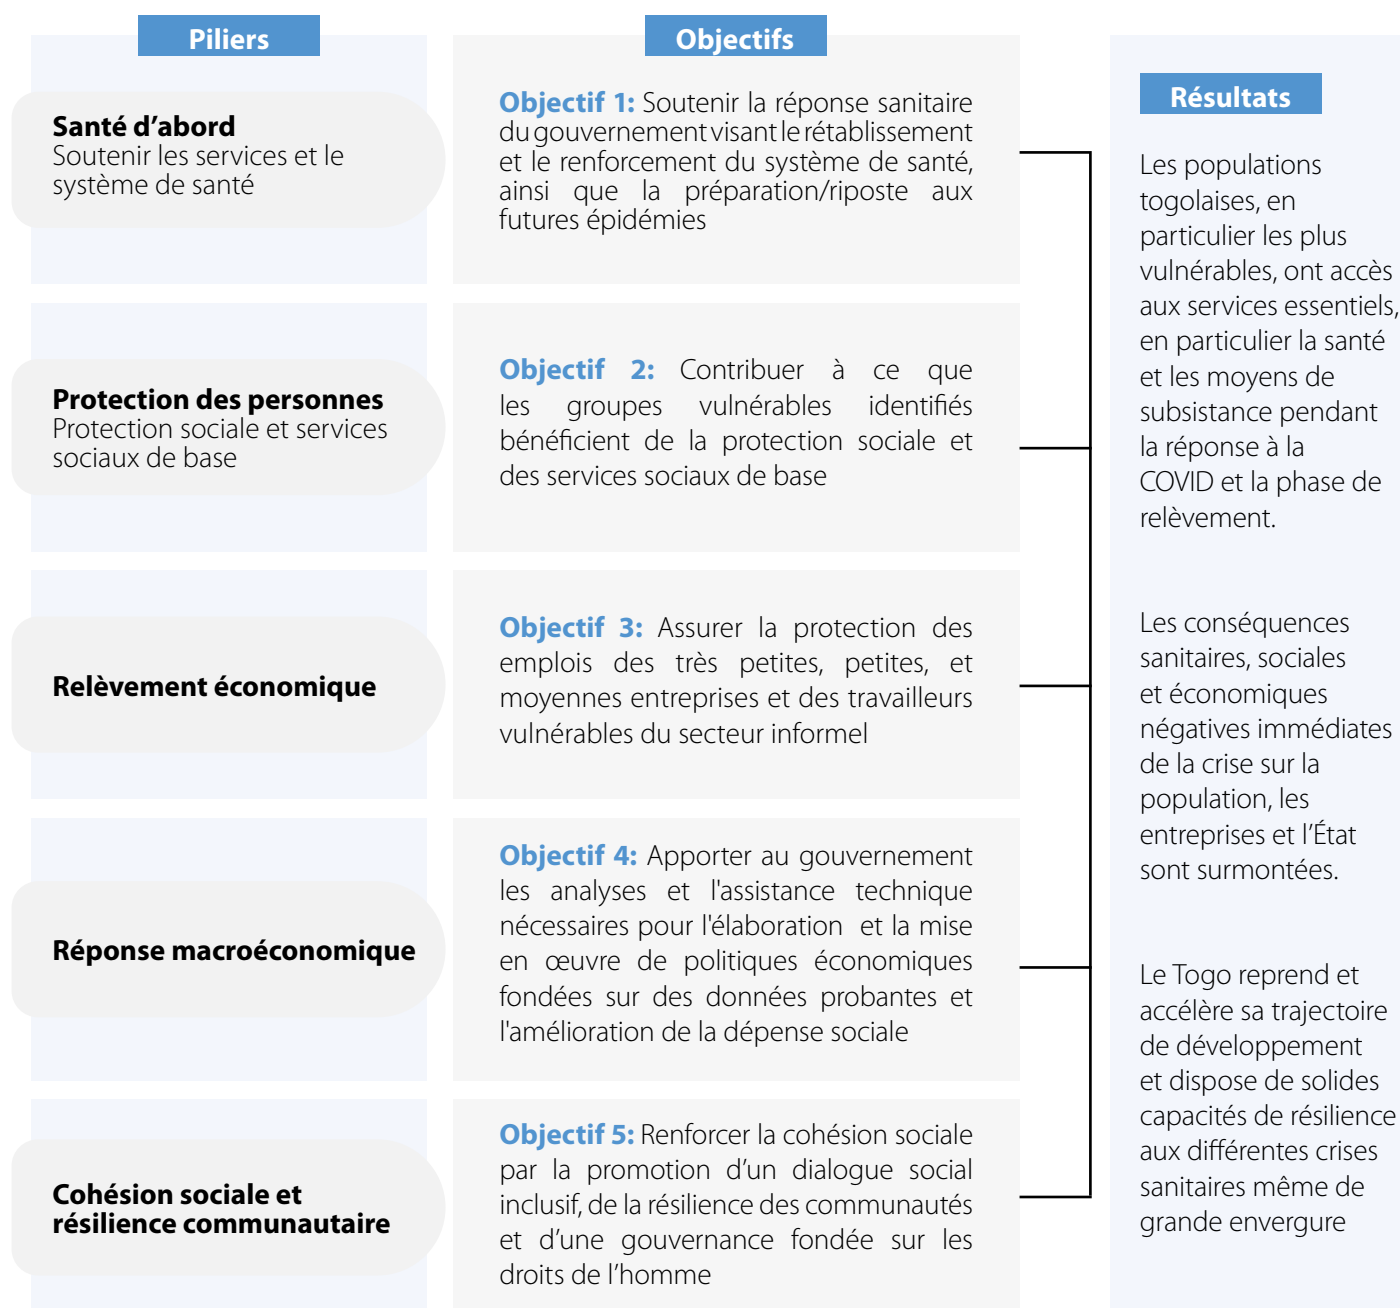 Piliers
Santé d’abord
Soutenir les services et le
système de santé
Protection des personnes
Protection sociale et services
sociaux de base
Relèvement économique
Réponse macroéconomique
Cohésion sociale et
résilience communautaire
Objectifs
Objectif 1: Soutenir la réponse sanitaire
du gouvernement visant le rétablissement
et le renforcement du système de santé,
ainsi que la préparation/riposte aux
futures épidémies
Objectif 2: Contribuer à ce que
les groupes vulnérables identifiés
bénéficient de la protection sociale et
des services sociaux de base
Objectif 3: Assurer la protection des
emplois des très petites, petites, et
moyennes entreprises et des travailleurs
vulnérables du secteur informel
Objectif 4: Apporter au gouvernement
les analyses et l'assistance technique
nécessaires pour l'élaboration et la mise
en œuvre de politiques économiques
fondées sur des données probantes et
l'amélioration de la dépense sociale
Objectif 5: Renforcer la cohésion sociale
par la promotion d’un dialogue social
inclusif, de la résilience des communautés
et d’une gouvernance fondée sur les
droits de l’homme
Résultats
Les populations
togolaises, en
particulier les plus
vulnérables, ont accès
aux services essentiels,
en particulier la santé
et les moyens de
subsistance pendant
la réponse à la
COVID et la phase de
relèvement.
Les conséquences
sanitaires, sociales
et économiques
négatives immédiates
de la crise sur la
population, les
entreprises et l’État
sont surmontées.
Le Togo reprend et
accélère sa trajectoire
de développement
et dispose de solides
capacités de résilience
aux différentes crises
sanitaires même de
grande envergure